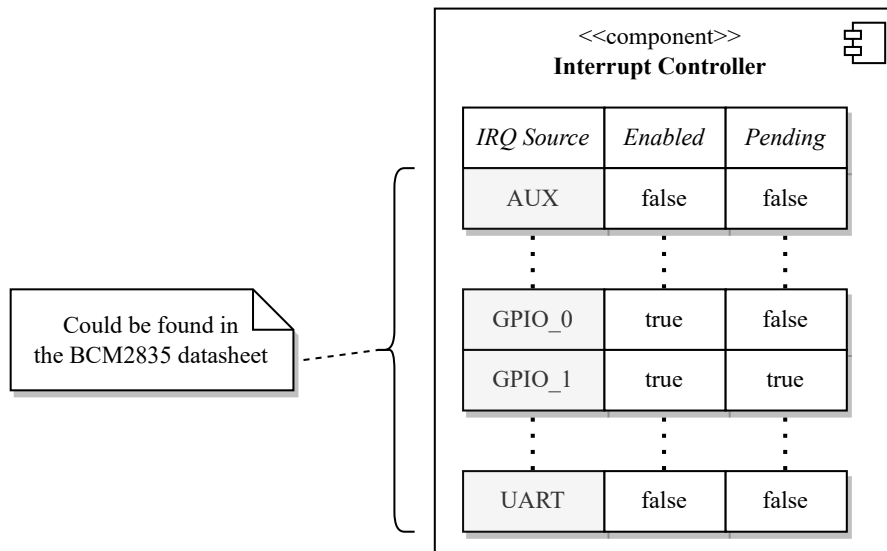 <<component>>
Interrupt Controller
IRQ Source Enabled Pending
AUX false false
Could be found in
the BCM2835 datasheet
GPIO_0 true false
GPIO_1 true true
UART false false